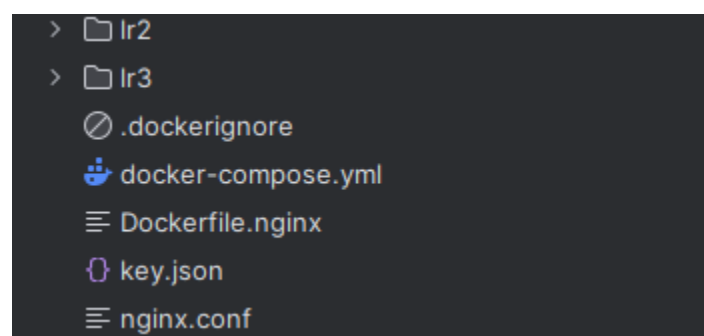 lr2
lr3
.dockerignore
docker-compose.yml
Dockerfile.nginx
key.json
nginx.conf